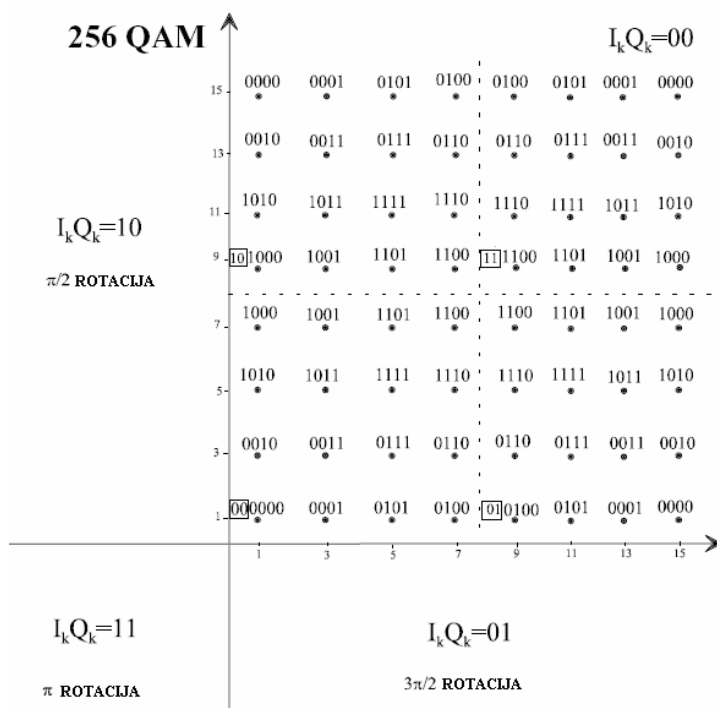 256 QAM
IₖQₖ=00
15 0000 0001 0101 0100 0100 0101 0001 0000
13 0010 0011 0111 0110 0110 0111 0011 0010
11 1010 1011 1111 1110 1110 1111 1011 1010
IₖQₖ=10
9 10 1000 1001 1101 1100 11 1100 1101 1001 1000
π/2 ROTACIJA
7 1000 1001 1101 1100 1100 1101 1001 1000
5 1010 1011 1111 1110 1110 1111 1011 1010
3 0010 0011 0111 0110 0110 0111 0011 0010
1 00 0000 0001 0101 0100 01 0100 0101 0001 0000
1 3 5 7 9 11 13 15
IₖQₖ=11
IₖQₖ=01
π ROTACIJA
3π/2 ROTACIJA